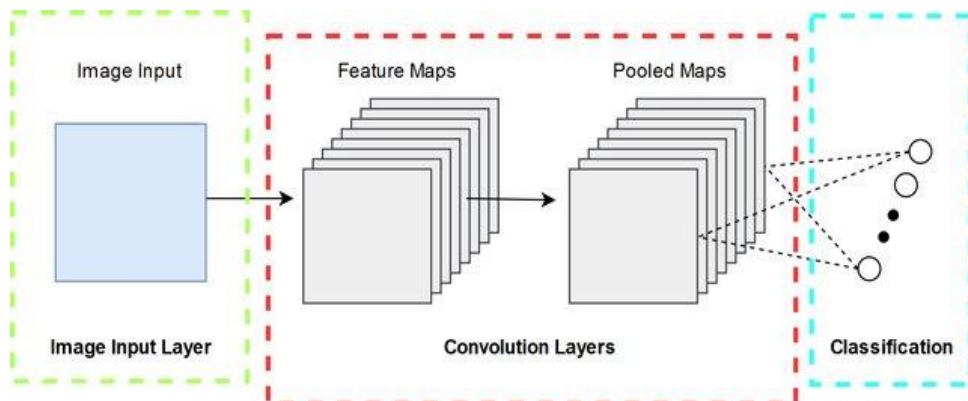 Image Input
Feature Maps
Pooled Maps
Image Input Layer
Convolution Layers
Classification